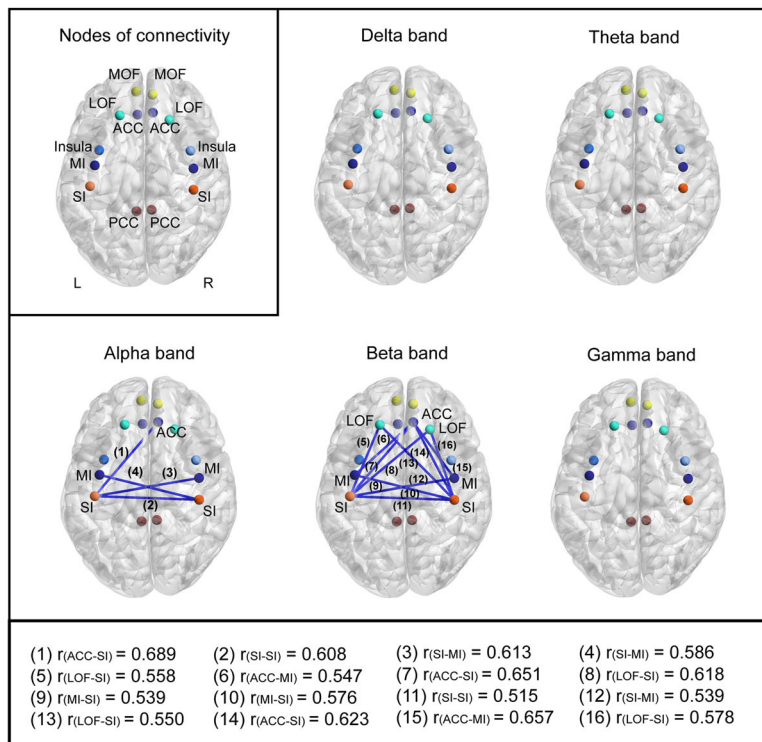 Nodes of connectivity
MOF MOF
LOF LOF
ACC ACC
Insula Insula
MI MI
SI SI
PCC PCC
L R
Delta band
Theta band
Alpha band
ACC
(1)
MI (4) (3) MI
SI SI
(2)
Beta band
ACC
LOF LOF
(5) (6) (16)
(14)
(7) (8) (13) (15)
MI (9) (12) MI
(10)
SI SI
(11)
Gamma band
(1) r(ACC-SI) = 0.689 (2) r(SI-SI) = 0.608 (3) r(SI-MI) = 0.613 (4) r(SI-MI) = 0.586
(5) r(LOF-SI) = 0.558 (6) r(ACC-MI) = 0.547 (7) r(ACC-SI) = 0.651 (8) r(LOF-SI) = 0.618
(9) r(MI-SI) = 0.539 (10) r(MI-SI) = 0.576 (11) r(SI-SI) = 0.515 (12) r(SI-MI) = 0.539
(13) r(LOF-SI) = 0.550 (14) r(ACC-SI) = 0.623 (15) r(ACC-MI) = 0.657 (16) r(LOF-SI) = 0.578